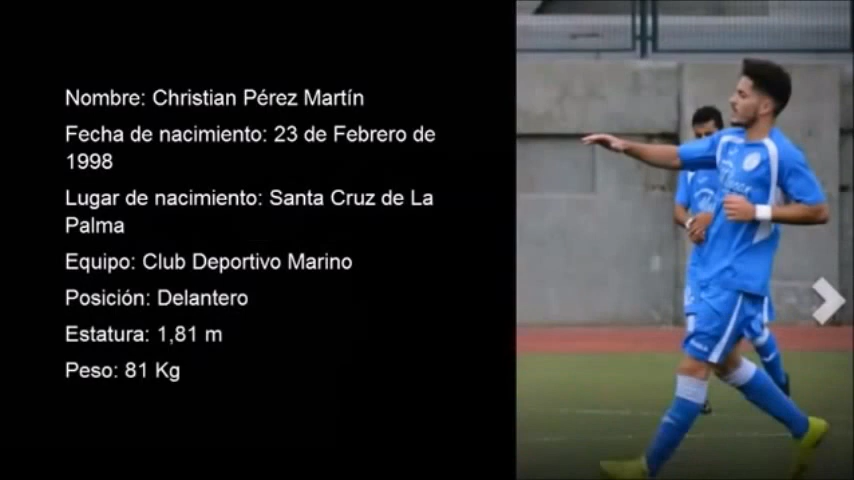 Nombre: Christian Pérez Martín
Fecha de nacimiento: 23 de Febrero de
1998
Lugar de nacimiento: Santa Cruz de La
Palma
Equipo: Club Deportivo Marino
Posición: Delantero
Estatura: 1,81 m
Peso: 81 Kg